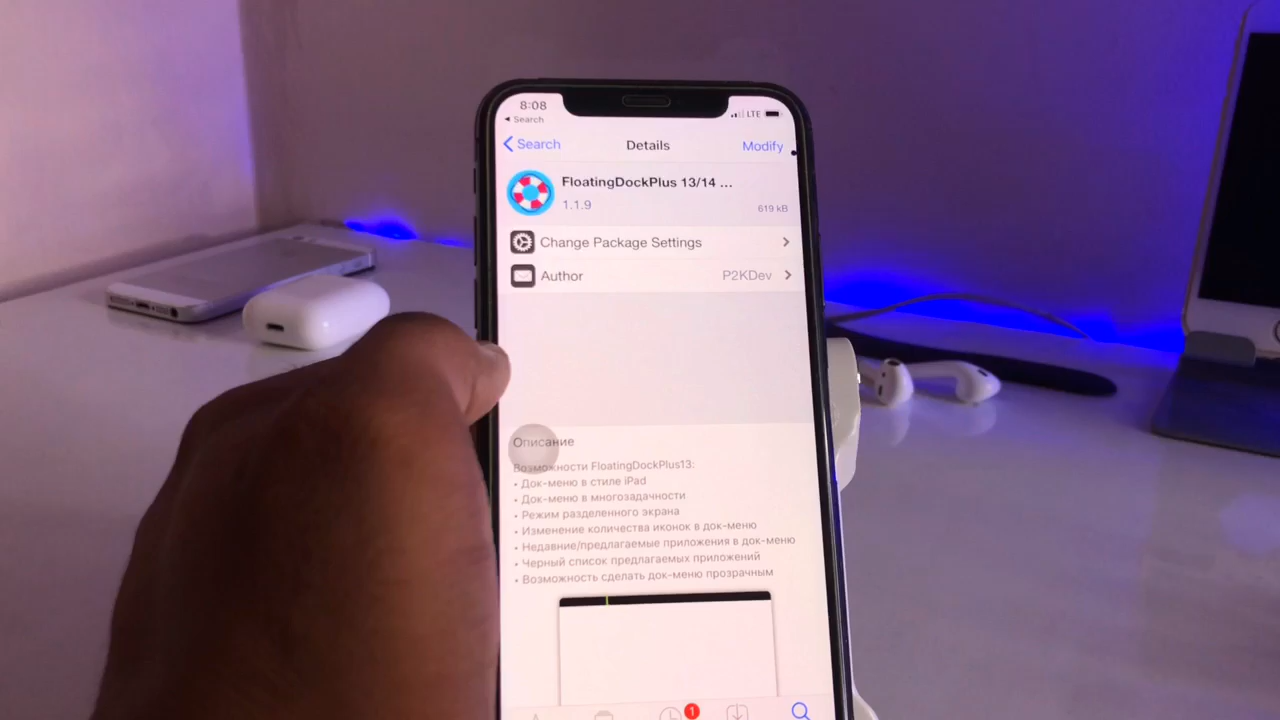 8:08
LTE
Search
Search
Details
Modify
FloatingDockPlus 13/14 ...
1.1.9
619 kB
Change Package Settings
Author
P2KDev
Описание
Возможности FloatingDockPlus13:
• Док-меню в стиле iPad
• Док-меню в многозадачности
• Режим разделенного экрана
• Изменение количества иконок в док-меню
• Недавние/предлагаемые приложения в док-меню
• Черный список предлагаемых приложений
• Возможность сделать док-меню прозрачным
1